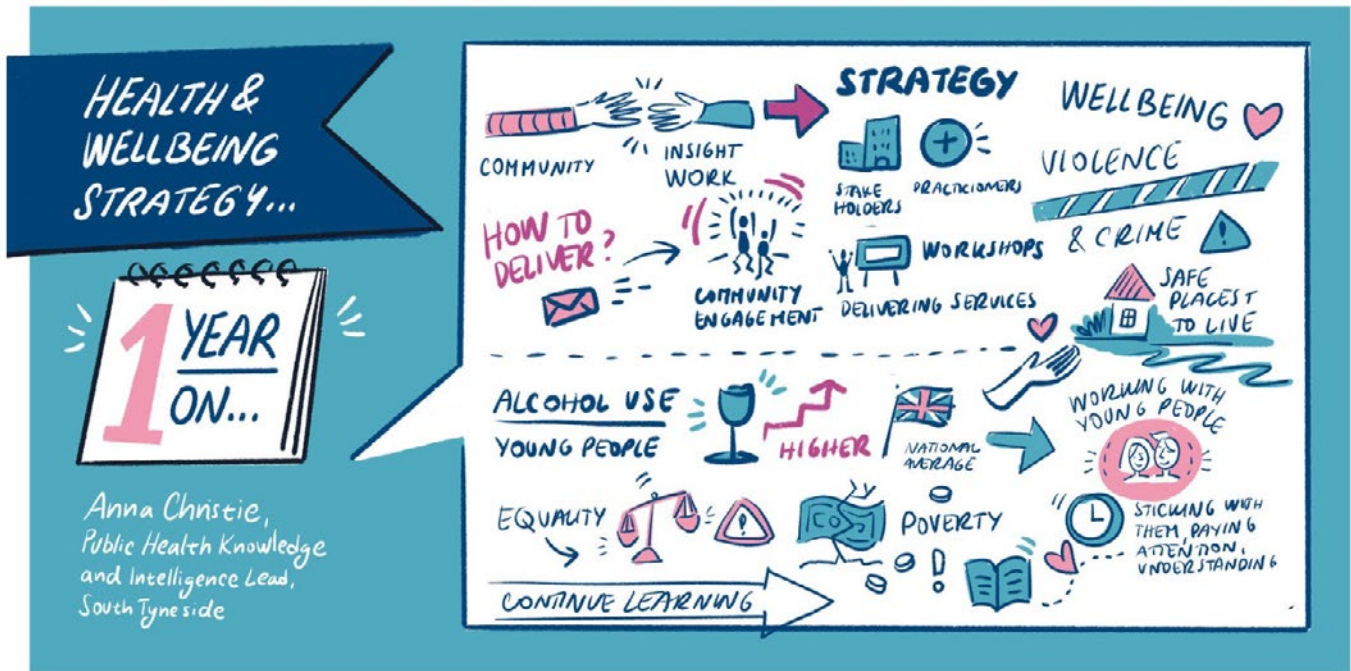 HEALTH &
WELLBEING
STRATEGY...
1 YEAR
ON...
Anna Christie,
Public Health Knowledge
and Intelligence Lead,
South Tyneside
COMMUNITY
INSIGHT
WORK
STRATEGY
STAKE
HOLDERS
PRACTICIONERS
HOW TO
DELIVER?
COMMUNITY
ENGAGEMENT
WORKSHOPS
DELIVERING SERVICES
WELLBEING
VIOLENCE
& CRIME
!
SAFE
PLACEST
TO LIVE
ALCOHOL USE
YOUNG PEOPLE
HIGHER
NATIONAL
AVERAGE
WORKING WITH
YOUNG PEOPLE
EQUALITY
!
POVERTY
!
STICKING WITH
THEM, PAYING
ATTENTION,
UNDERSTANDING
CONTINUE LEARNING